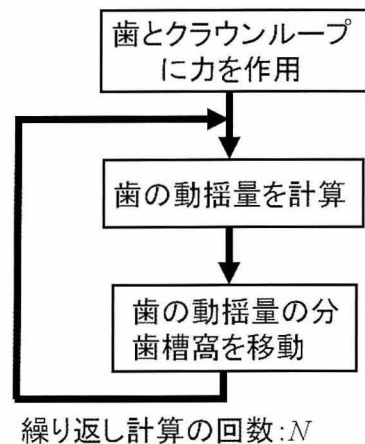 歯とクラウンループ
に力を作用
歯の動揺量を計算
歯の動揺量の分
歯槽窩を移動
繰り返し計算の回数:N